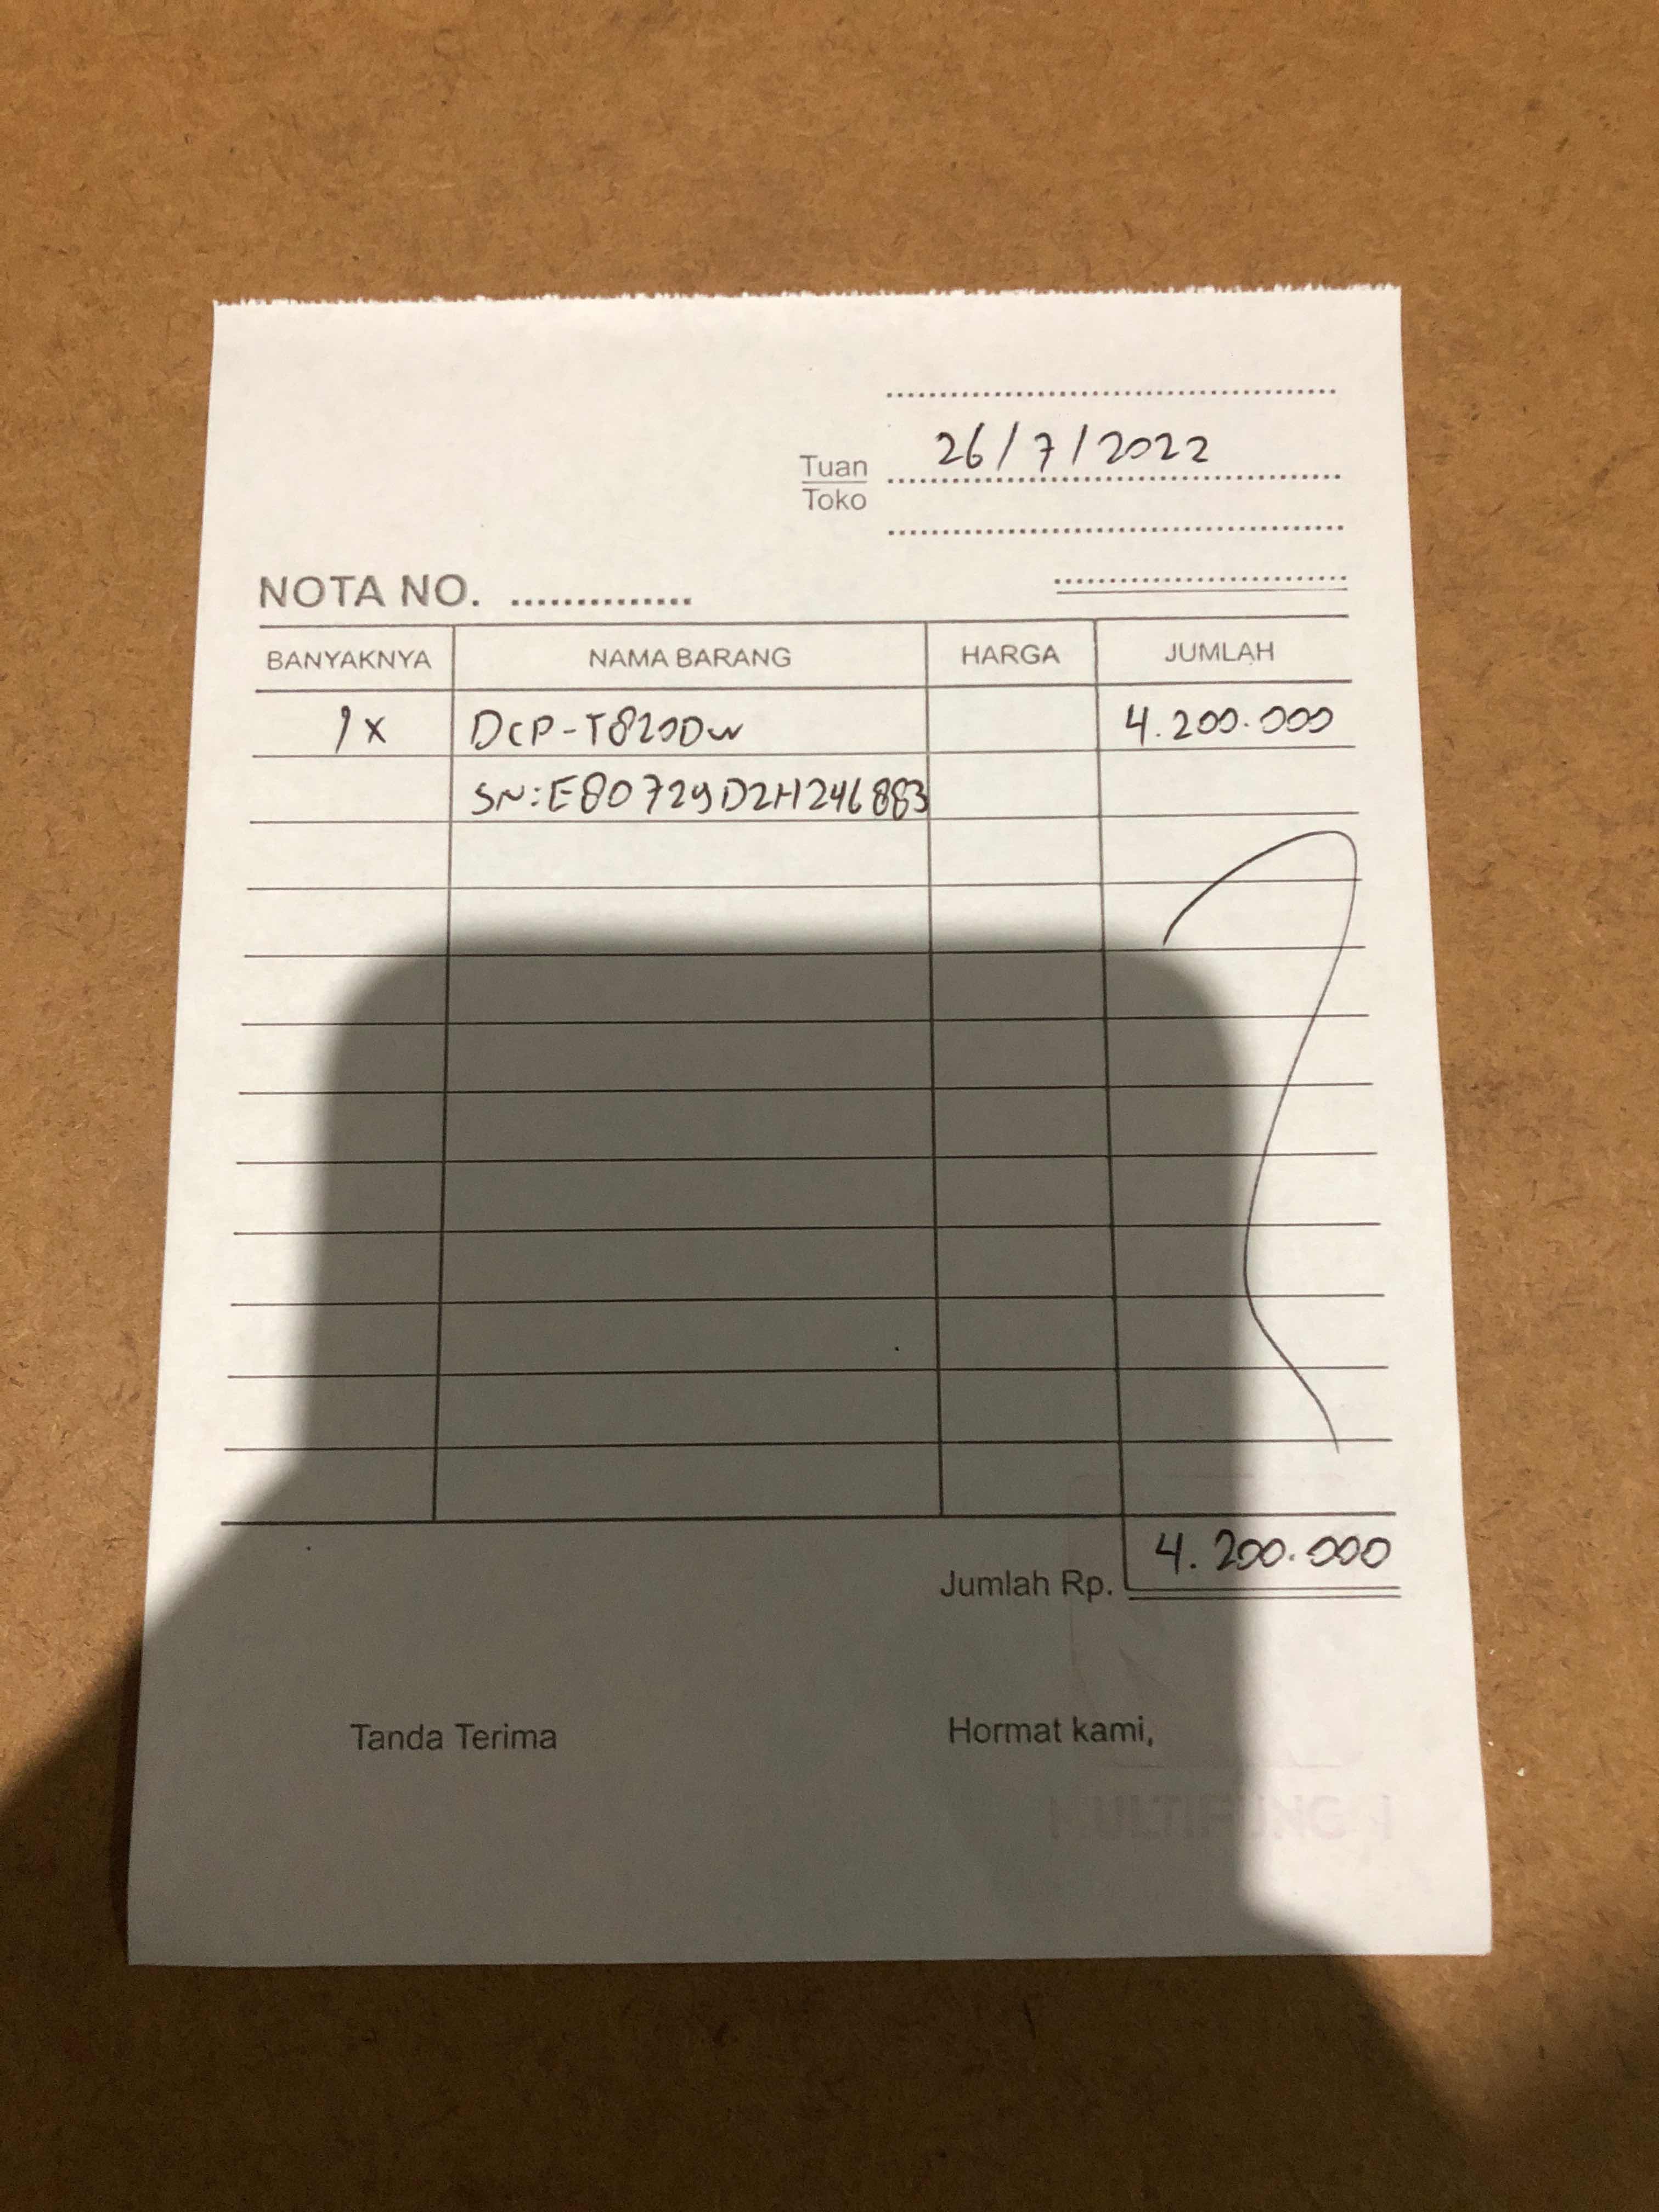 26/7/2022
Tuan
Toko
NOTA NO. ..............
BANYAKNYA NAMA BARANG HARGA JUMLAH
1x DCP-T820DW 4.200.000
SN:E80729D2H246883
Jumlah Rp. 4.200.000
Tanda Terima Hormat kami,